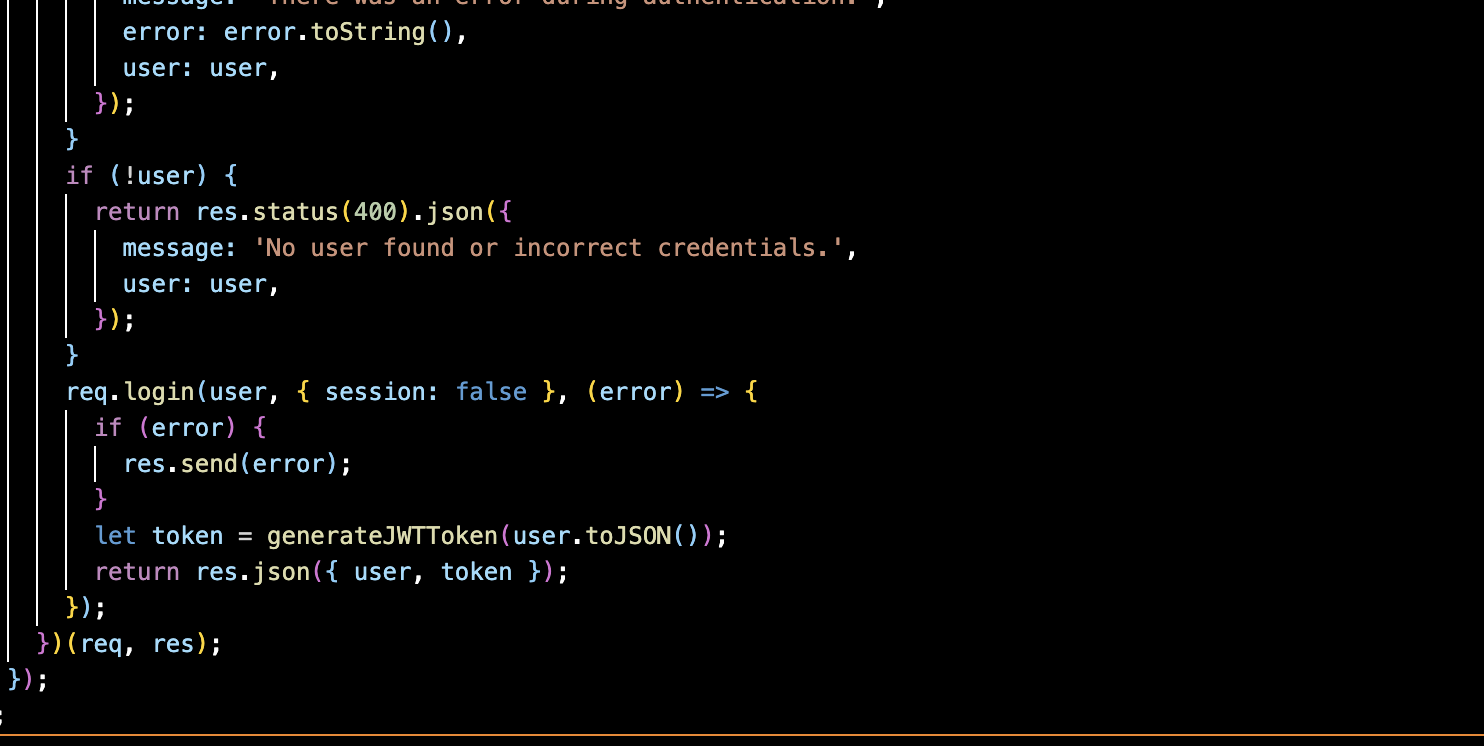 message: 'There was an error during authentication.',
error: error.toString(),
user: user,
});
}
if (!user) {
return res.status(400).json({
message: 'No user found or incorrect credentials.',
user: user,
});
}
req.login(user, { session: false }, (error) => {
if (error) {
res.send(error);
}
let token = generateJWTToken(user.toJSON());
return res.json({ user, token });
});
})(req, res);
});
;